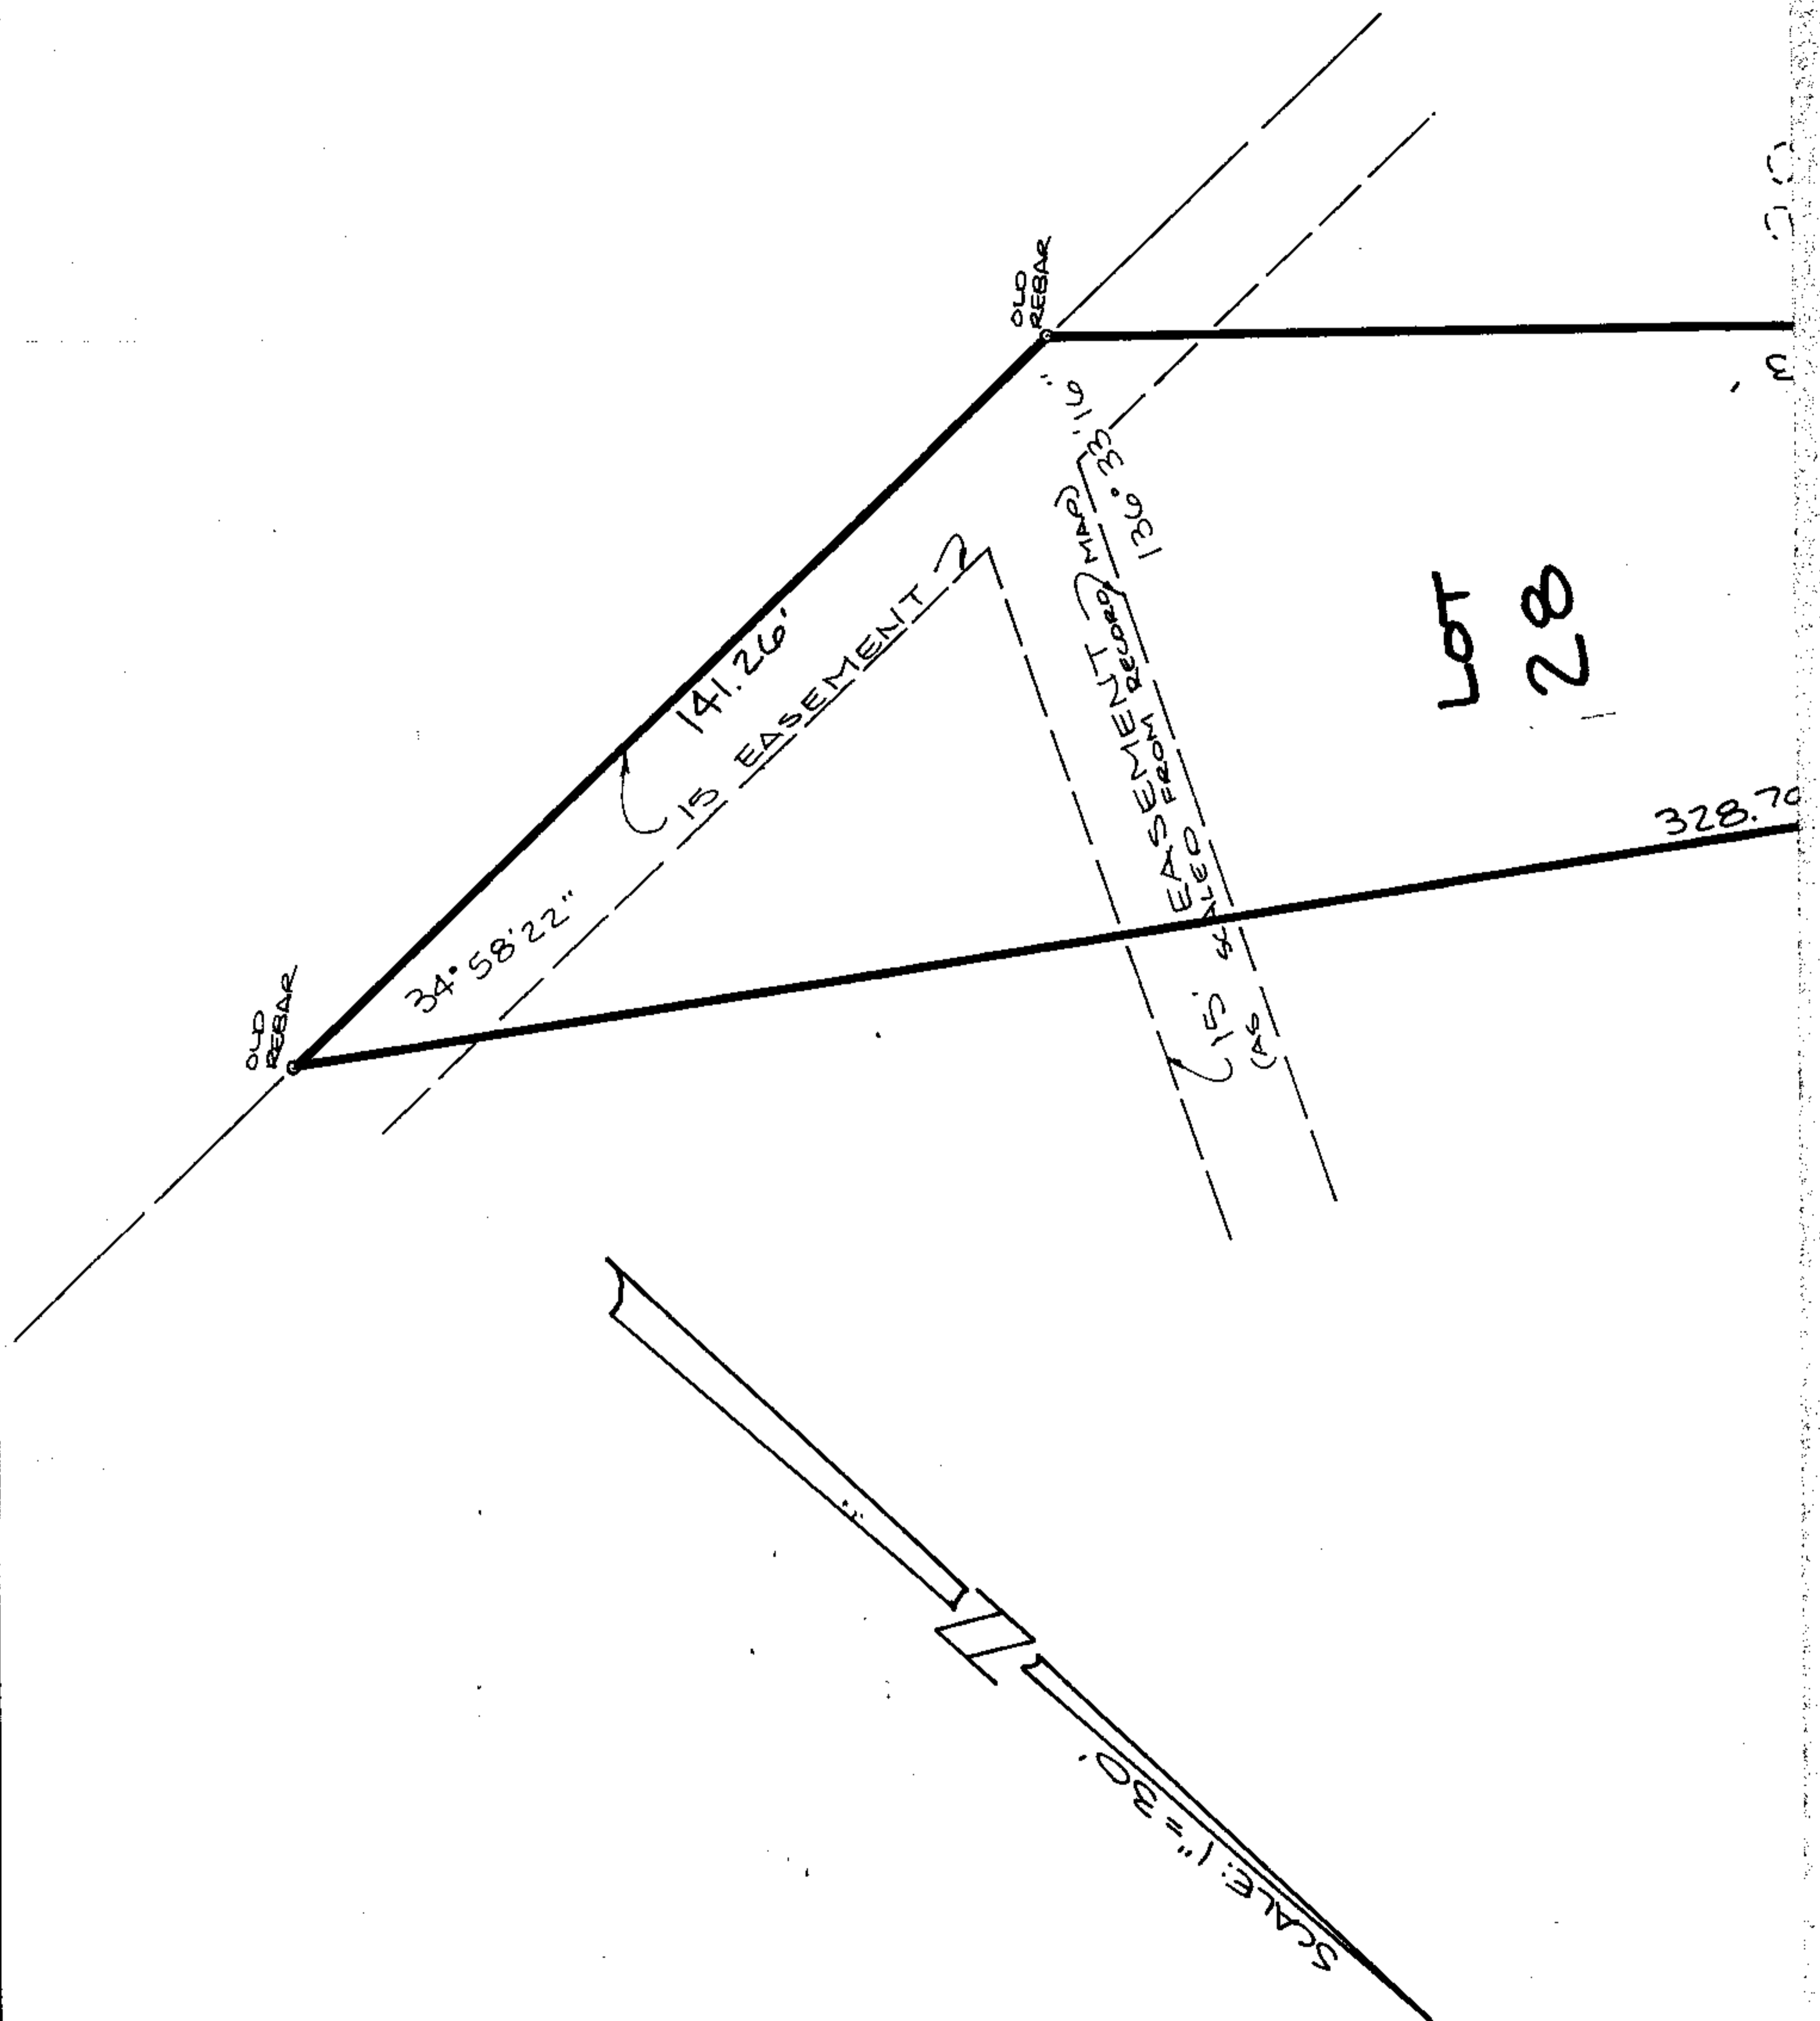 OLD
REBAR
136° 33' 16"
141.26'
15 EASEMENT
15' EASEMENT
(AS SCALED FROM RECORD MAP)
LOT
28
328.70
OLD
REBAR
34° 58' 22"
N
SCALE: 1" = 30'